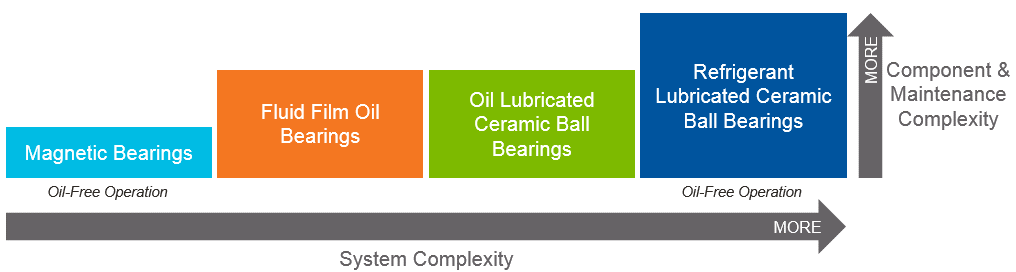 Magnetic Bearings
Oil-Free Operation
Fluid Film Oil
Bearings
Oil Lubricated
Ceramic Ball
Bearings
Refrigerant
Lubricated Ceramic
Ball Bearings
Oil-Free Operation
MORE
Component &
Maintenance
Complexity
MORE
System Complexity